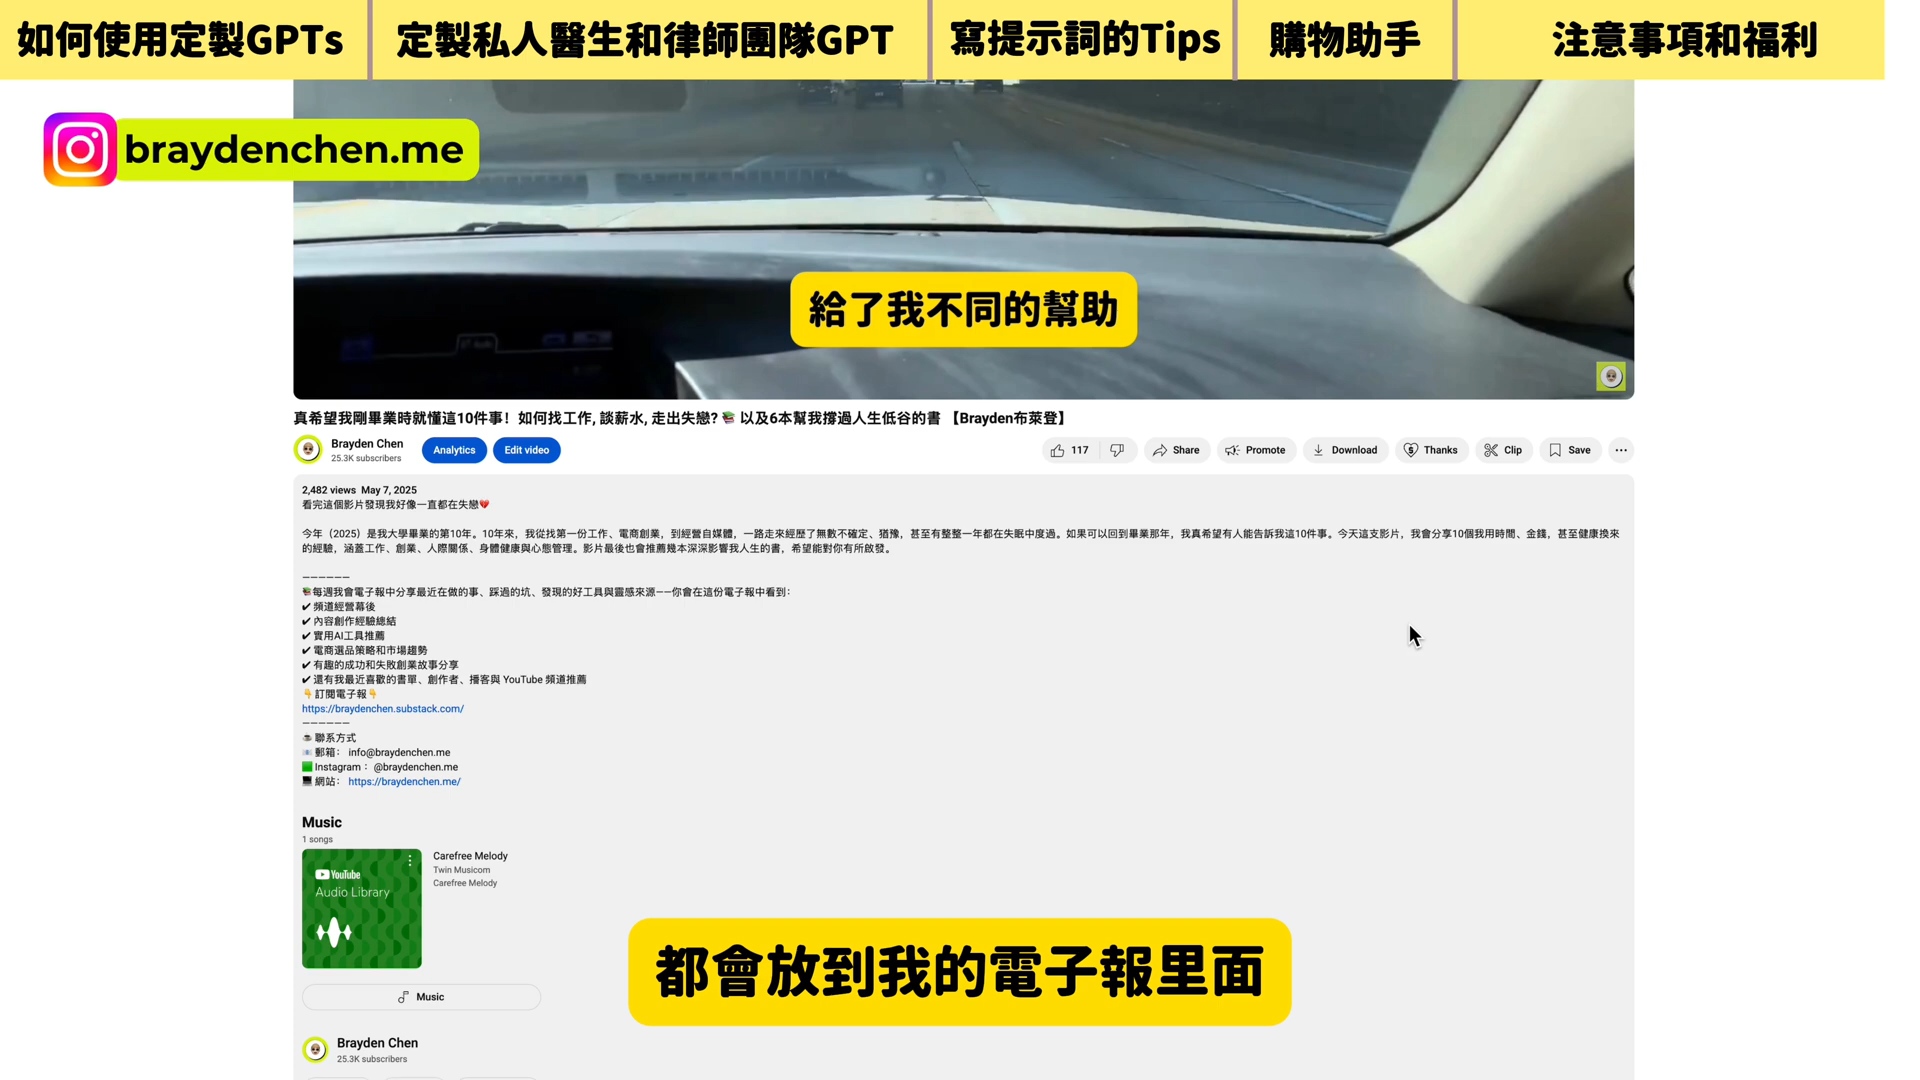 如何使用定製GPTs
定製私人醫生和律師團隊GPT
寫提示詞的Tips
購物助手
注意事項和福利
braydenchen.me
給了我不同的幫助
真希望我剛畢業時就懂這10件事！如何找工作, 談薪水, 走出失戀? 📚 以及6本幫我撐過人生低谷的書 【Brayden布萊登】
Brayden Chen
25.3K subscribers
Analytics
Edit video
117
Share
Promote
Download
Thanks
Clip
Save
2,482 views May 7, 2025
看完這個影片發現我好像一直都在失戀💔
今年（2025）是我大學畢業的第10年。10年來，我從找第一份工作、電商創業，到經營自媒體，一路走來經歷了無數不確定、猶豫，甚至有整整一年都在失眠中度過。如果可以回到畢業那年，我真希望有人能告訴我這10件事。今天這支影片，我會分享10個我用時間、金錢，甚至健康換來
的經驗，涵蓋工作、創業、人際關係、身體健康與心態管理。影片最後也會推薦幾本深深影響我人生的書，希望能對你有所啟發。
——————
📚每週我會電子報中分享最近在做的事、踩過的坑、發現的好工具與靈感來源——你會在這份電子報中看到：
✔ 頻道經營幕後
✔ 內容創作經驗總結
✔ 實用AI工具推薦
✔ 電商選品策略和市場趨勢
✔ 有趣的成功和失敗創業故事分享
✔ 還有我最近喜歡的書單、創作者、播客與 YouTube 頻道推薦
👇訂閱電子報👇
https://braydenchen.substack.com/
——————
☕ 聯系方式
📧 郵箱： info@braydenchen.me
🟩 Instagram： @braydenchen.me
💻 網站： https://braydenchen.me/
Music
1 songs
YouTube
Audio Library
Carefree Melody
Twin Musicom
Carefree Melody
Music
都會放到我的電子報里面
Brayden Chen
25.3K subscribers